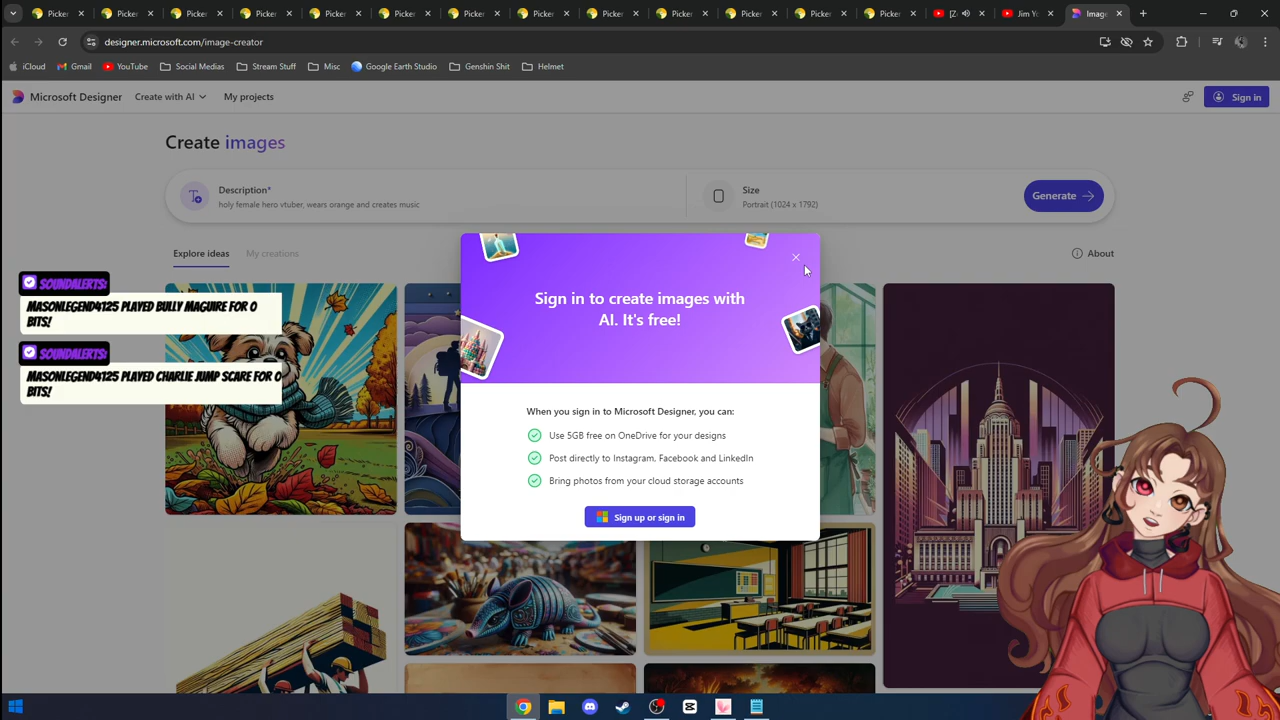 Picker
Picker
Picker
Picker
Picker
Picker
Picker
Picker
Picker
Picker
Picker
Picker
Picker
[Z
Jim Yo
Image
designer.microsoft.com/image-creator
iCloud
Gmail
YouTube
Social Medias
Stream Stuff
Misc
Google Earth Studio
Genshin Shit
Helmet
Microsoft Designer
Create with AI
My projects
Sign in
Create images
Description*
holy female hero vtuber, wears orange and creates music
Size
Portrait (1024 x 1792)
Generate
Explore ideas
My creations
About
SOUNDALERTS:
MASONLEGEND4125 PLAYED BULLY MAGUIRE FOR 0
BITS!
SOUNDALERTS:
MASONLEGEND4125 PLAYED CHARLIE JUMP SCARE FOR 0
BITS!
Sign in to create images with
AI. It's free!
When you sign in to Microsoft Designer, you can:
Use 5GB free on OneDrive for your designs
Post directly to Instagram, Facebook and LinkedIn
Bring photos from your cloud storage accounts
Sign up or sign in